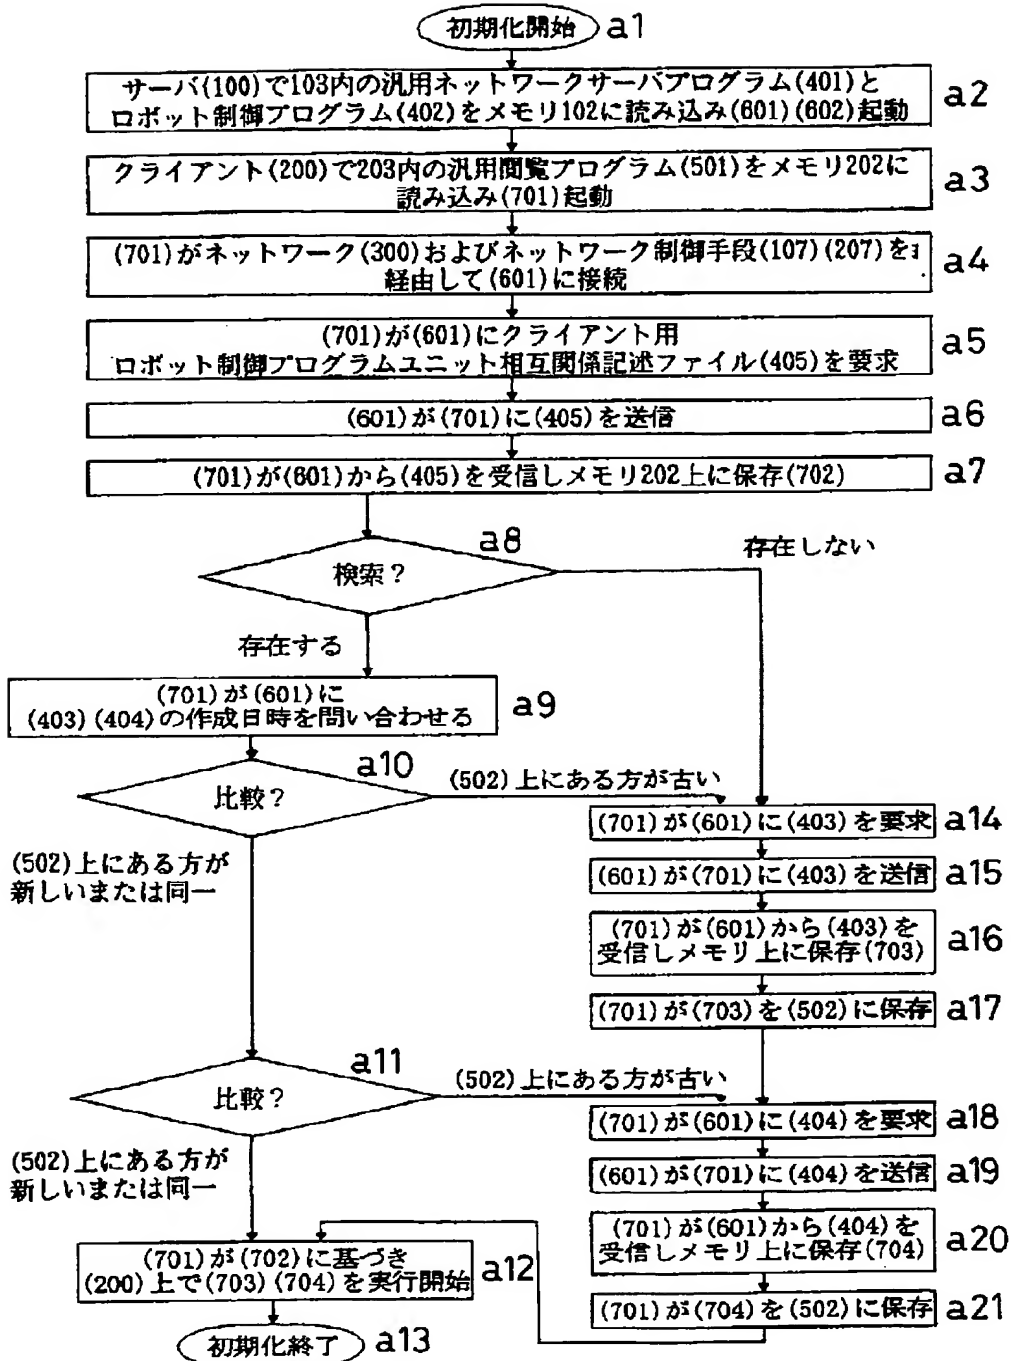 初期化開始 a1
サーバ(100)で103内の汎用ネットワークサーバプログラム(401)と
ロボット制御プログラム(402)をメモリ102に読み込み(601)(602)起動
a2
クライアント(200)で203内の汎用閲覧プログラム(501)をメモリ202に
読み込み(701)起動
a3
(701)がネットワーク(300)およびネットワーク制御手段(107)(207)を
経由して(601)に接続
a4
(701)が(601)にクライアント用
ロボット制御プログラムユニット相互関係記述ファイル(405)を要求
a5
(601)が(701)に(405)を送信
a6
(701)が(601)から(405)を受信しメモリ202上に保存(702)
a7
a8
検索?
存在しない
存在する
(701)が(601)に
(403)(404)の作成日時を問い合わせる
a9
a10
比較?
(502)上にある方が古い
(502)上にある方が
新しいまたは同一
(701)が(601)に(403)を要求
a14
(601)が(701)に(403)を送信
a15
(701)が(601)から(403)を
受信しメモリ上に保存(703)
a16
(701)が(703)を(502)に保存
a17
a11
比較?
(502)上にある方が古い
(502)上にある方が
新しいまたは同一
(701)が(601)に(404)を要求
a18
(601)が(701)に(404)を送信
a19
(701)が(601)から(404)を
受信しメモリ上に保存(704)
a20
(701)が(704)を(502)に保存
a21
(701)が(702)に基づき
(200)上で(703)(704)を実行開始
a12
初期化終了 a13